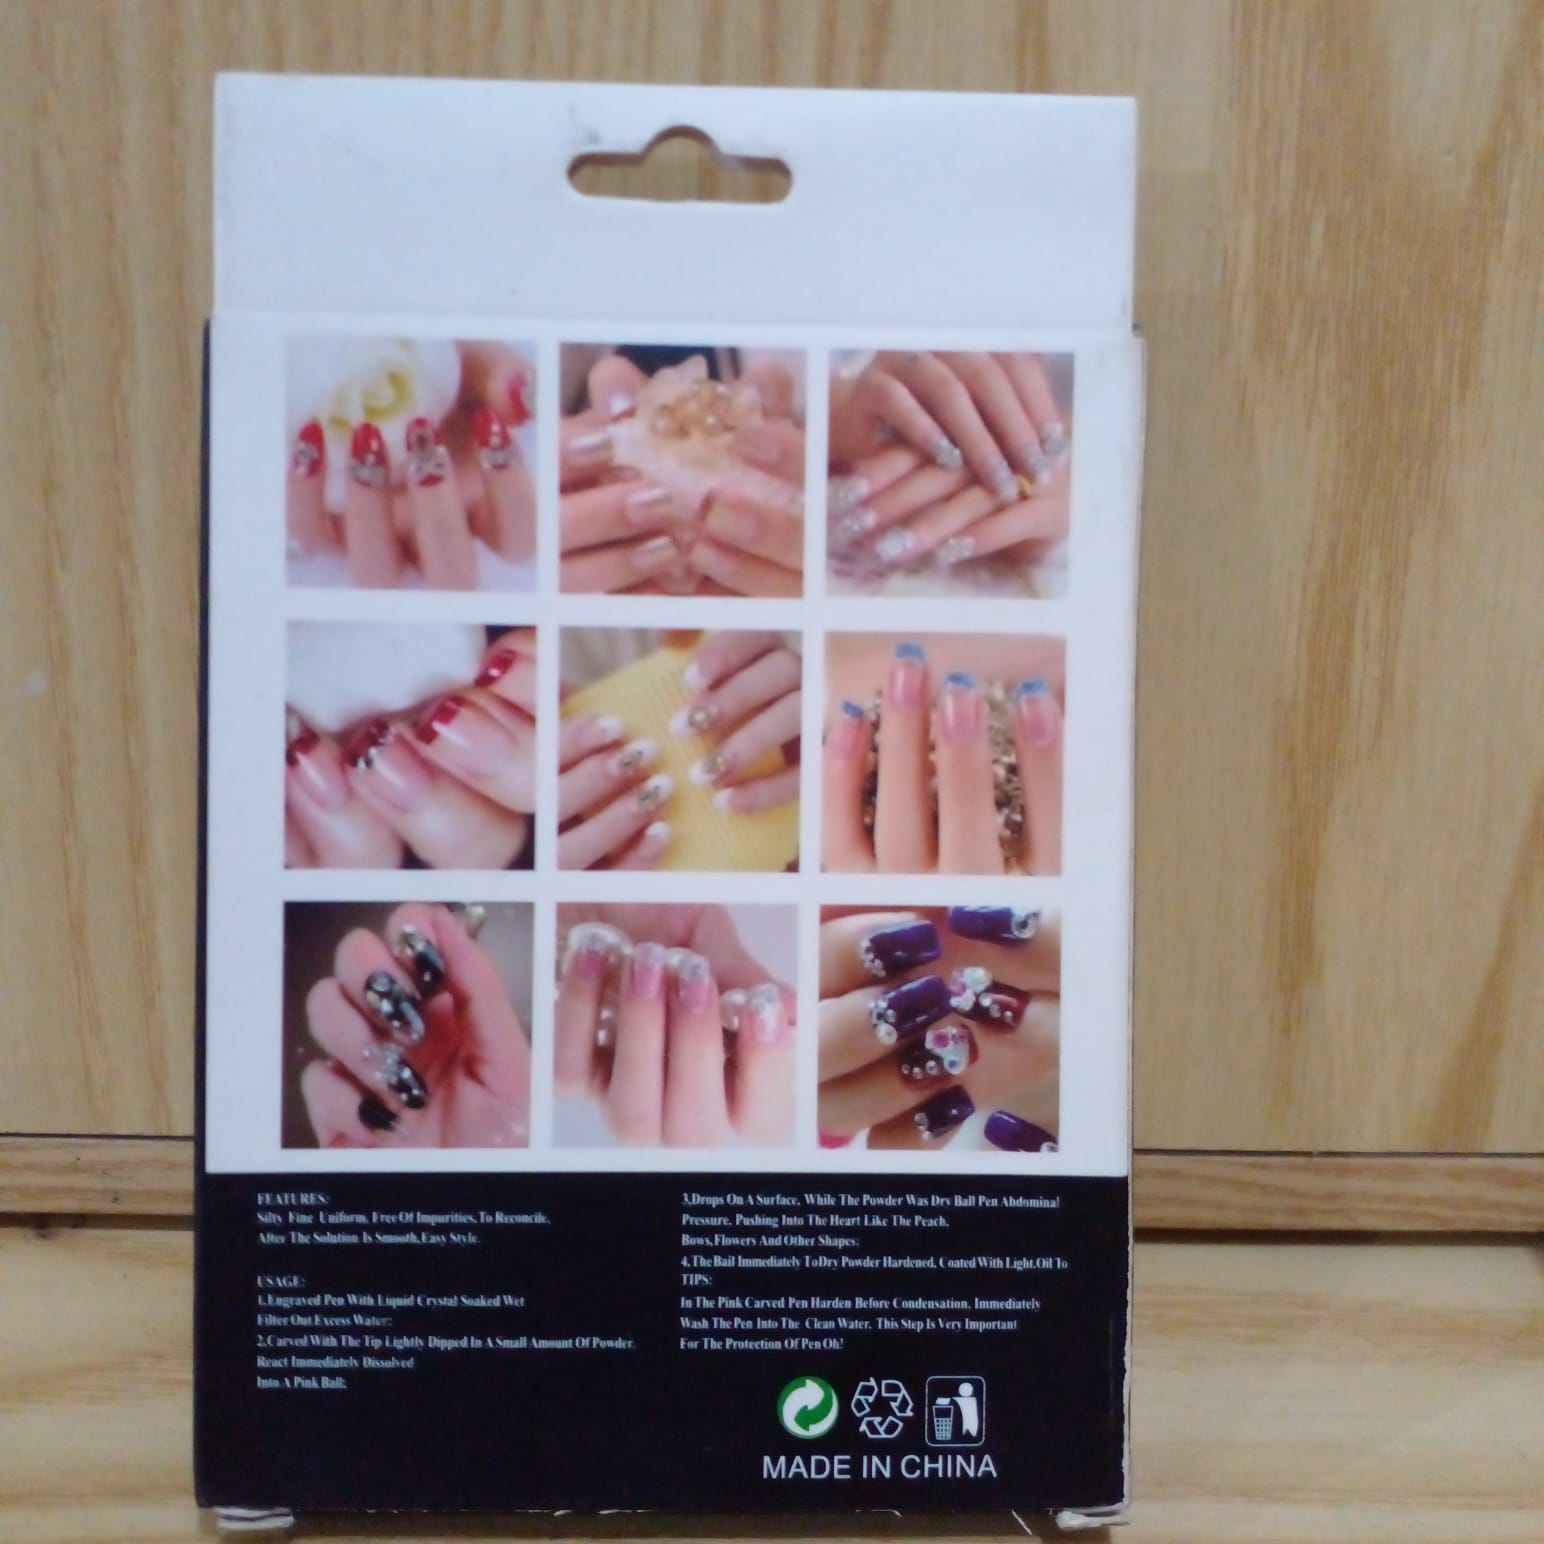 FEATURES:
Silty Fine Uniform, Free Of Impurities, To Reconcile,
After The Solution Is Smooth, Easy Style.
USAGE:
1,Engraved Pen With Liquid Crystal Soaked Wet
Filter Out Excess Water;
2,Carved With The Tip Lightly Dipped In A Small Amount Of Powder,
React Immediately Dissolved
Into A Pink Ball;
3,Drops On A Surface, While The Powder Was Dry Ball Pen Abdominal
Pressure, Pushing Into The Heart Like The Peach,
Bows,Flowers And Other Shapes;
4,The Bail Immediately To Dry Powder Hardened, Coated With Light.Oil To
TIPS:
In The Pink Carved Pen Harden Before Condensation, Immediately
Wash The Pen Into The Clean Water, This Step Is Very Important
For The Protection Of Pen Oh!
MADE IN CHINA